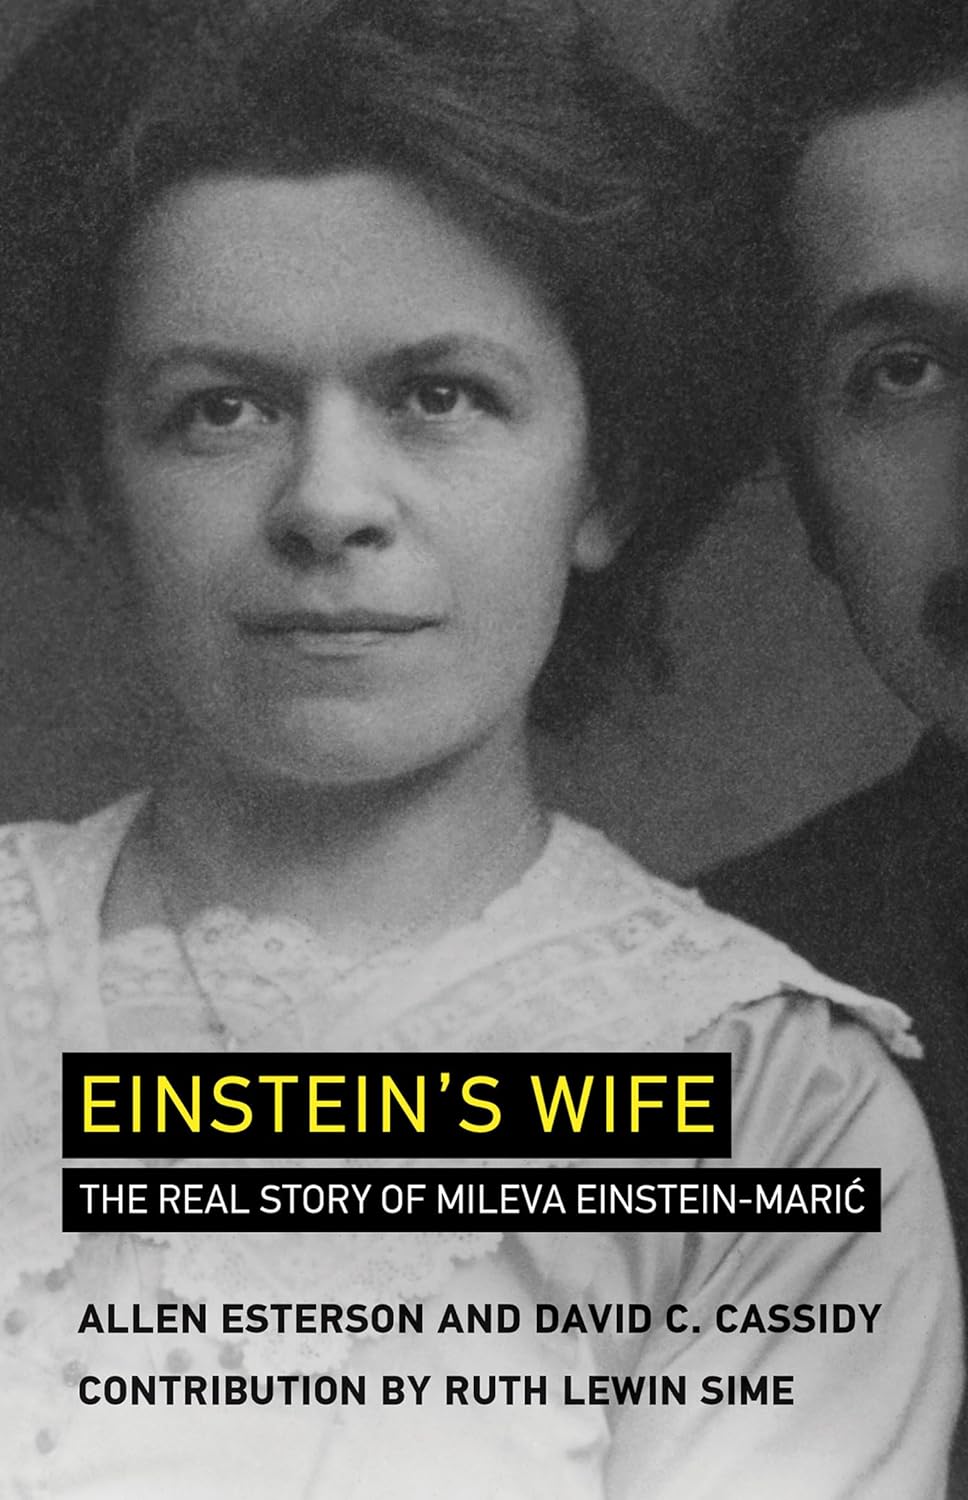 EINSTEIN’S WIFE
THE REAL STORY OF MILEVA EINSTEIN-MARIĆ
ALLEN ESTERSON AND DAVID C. CASSIDY
CONTRIBUTION BY RUTH LEWIN SIME